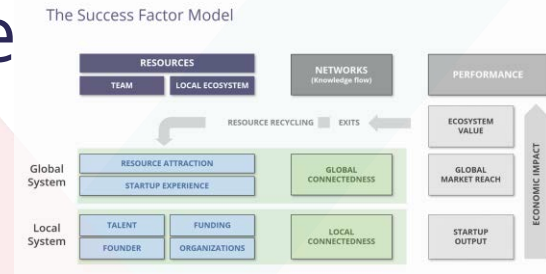 The Success Factor Model
e
RESOURCES
TEAM
LOCAL ECOSYSTEM
NETWORKS
(Knowledge flow)
PERFORMANCE
RESOURCE RECYCLING
EXITS
ECOSYSTEM
VALUE
Global
System
RESOURCE ATTRACTION
STARTUP EXPERIENCE
GLOBAL
CONNECTEDNESS
GLOBAL
MARKET REACH
Local
System
TALENT
FUNDING
FOUNDER
ORGANIZATIONS
LOCAL
CONNECTEDNESS
STARTUP
OUTPUT
ECONOMIC IMPACT